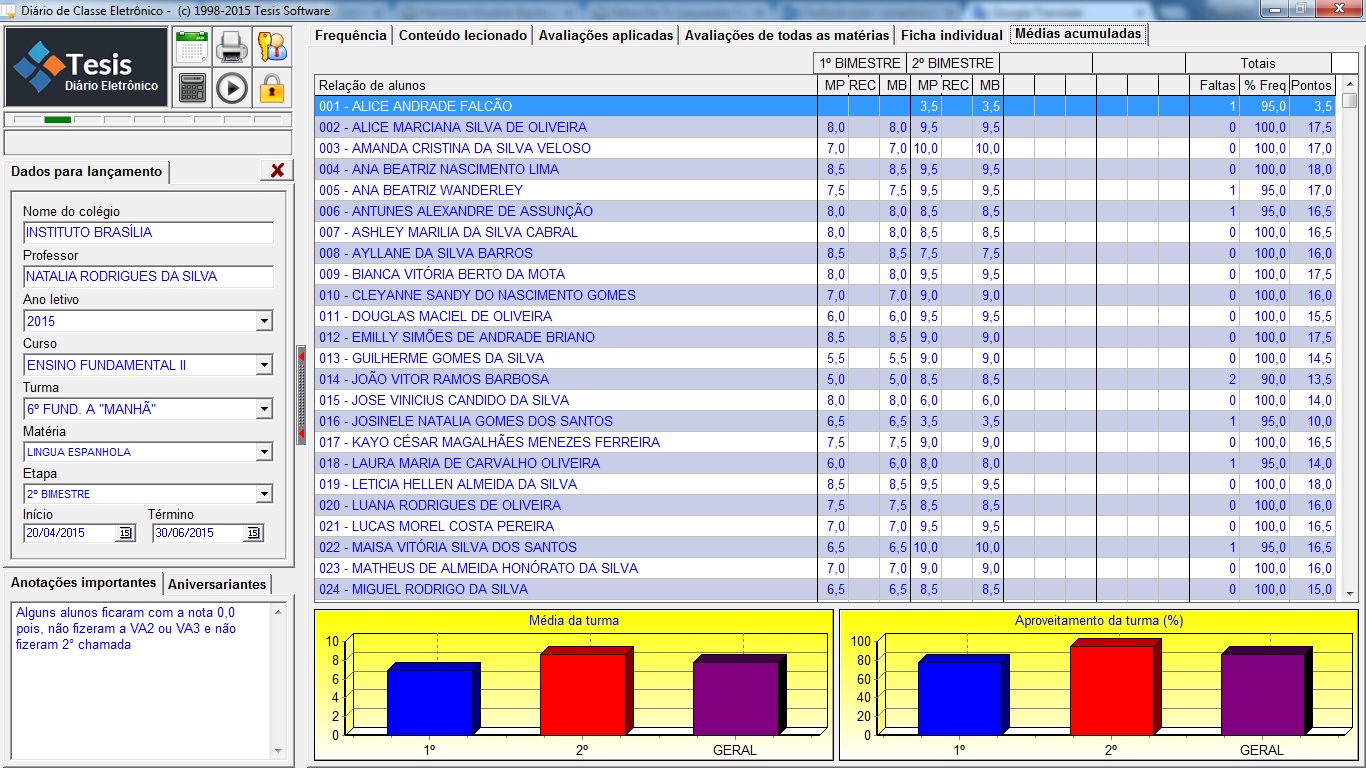 Diário de Classe Eletrônico - (c) 1998-2015 Tesis Software
Tesis
Diário Eletrônico
Dados para lançamento
Nome do colégio
INSTITUTO BRASÍLIA
Professor
NATALIA RODRIGUES DA SILVA
Ano letivo
2015
Curso
ENSINO FUNDAMENTAL II
Turma
6º FUND. A "MANHÃ"
Matéria
LINGUA ESPANHOLA
Etapa
2º BIMESTRE
Início Término
20/04/2015 15 30/06/2015 15
Anotações importantes Aniversariantes
Alguns alunos ficaram com a nota 0,0
pois, não fizeram a VA2 ou VA3 e não
fizeram 2° chamada
Frequência Conteúdo lecionado Avaliações aplicadas Avaliações de todas as matérias Ficha individual Médias acumuladas
1º BIMESTRE 2º BIMESTRE Totais
Relação de alunos MP REC MB MP REC MB Faltas % Freq Pontos
001 - ALICE ANDRADE FALCÃO 3,5 3,5 1 95,0 3,5
002 - ALICE MARCIANA SILVA DE OLIVEIRA 8,0 8,0 9,5 9,5 0 100,0 17,5
003 - AMANDA CRISTINA DA SILVA VELOSO 7,0 7,0 10,0 10,0 0 100,0 17,0
004 - ANA BEATRIZ NASCIMENTO LIMA 8,5 8,5 9,5 9,5 0 100,0 18,0
005 - ANA BEATRIZ WANDERLEY 7,5 7,5 9,5 9,5 1 95,0 17,0
006 - ANTUNES ALEXANDRE DE ASSUNÇÃO 8,0 8,0 8,5 8,5 1 95,0 16,5
007 - ASHLEY MARILIA DA SILVA CABRAL 8,0 8,0 8,5 8,5 0 100,0 16,5
008 - AYLLANE DA SILVA BARROS 8,5 8,5 7,5 7,5 0 100,0 16,0
009 - BIANCA VITÓRIA BERTO DA MOTA 8,0 8,0 9,5 9,5 0 100,0 17,5
010 - CLEYANNE SANDY DO NASCIMENTO GOMES 7,0 7,0 9,0 9,0 0 100,0 16,0
011 - DOUGLAS MACIEL DE OLIVEIRA 6,0 6,0 9,5 9,5 0 100,0 15,5
012 - EMILLY SIMÕES DE ANDRADE BRIANO 8,5 8,5 9,0 9,0 0 100,0 17,5
013 - GUILHERME GOMES DA SILVA 5,5 5,5 9,0 9,0 0 100,0 14,5
014 - JOÃO VITOR RAMOS BARBOSA 5,0 5,0 8,5 8,5 2 90,0 13,5
015 - JOSE VINICIUS CANDIDO DA SILVA 8,0 8,0 6,0 6,0 0 100,0 14,0
016 - JOSINELE NATALIA GOMES DOS SANTOS 6,5 6,5 3,5 3,5 1 95,0 10,0
017 - KAYO CÉSAR MAGALHÃES MENEZES FERREIRA 7,5 7,5 9,0 9,0 0 100,0 16,5
018 - LAURA MARIA DE CARVALHO OLIVEIRA 6,0 6,0 8,0 8,0 1 95,0 14,0
019 - LETICIA HELLEN ALMEIDA DA SILVA 8,5 8,5 9,5 9,5 0 100,0 18,0
020 - LUANA RODRIGUES DE OLIVEIRA 7,5 7,5 8,5 8,5 0 100,0 16,0
021 - LUCAS MOREL COSTA PEREIRA 7,0 7,0 9,5 9,5 0 100,0 16,5
022 - MAISA VITÓRIA SILVA DOS SANTOS 6,5 6,5 10,0 10,0 1 95,0 16,5
023 - MATHEUS DE ALMEIDA HONÓRATO DA SILVA 7,0 7,0 9,0 9,0 0 100,0 16,0
024 - MIGUEL RODRIGO DA SILVA 6,5 6,5 8,5 8,5 0 100,0 15,0
Média da turma
10
8
6
4
2
0
1º 2º GERAL
Aproveitamento da turma (%)
100
80
60
40
20
0
1º 2º GERAL